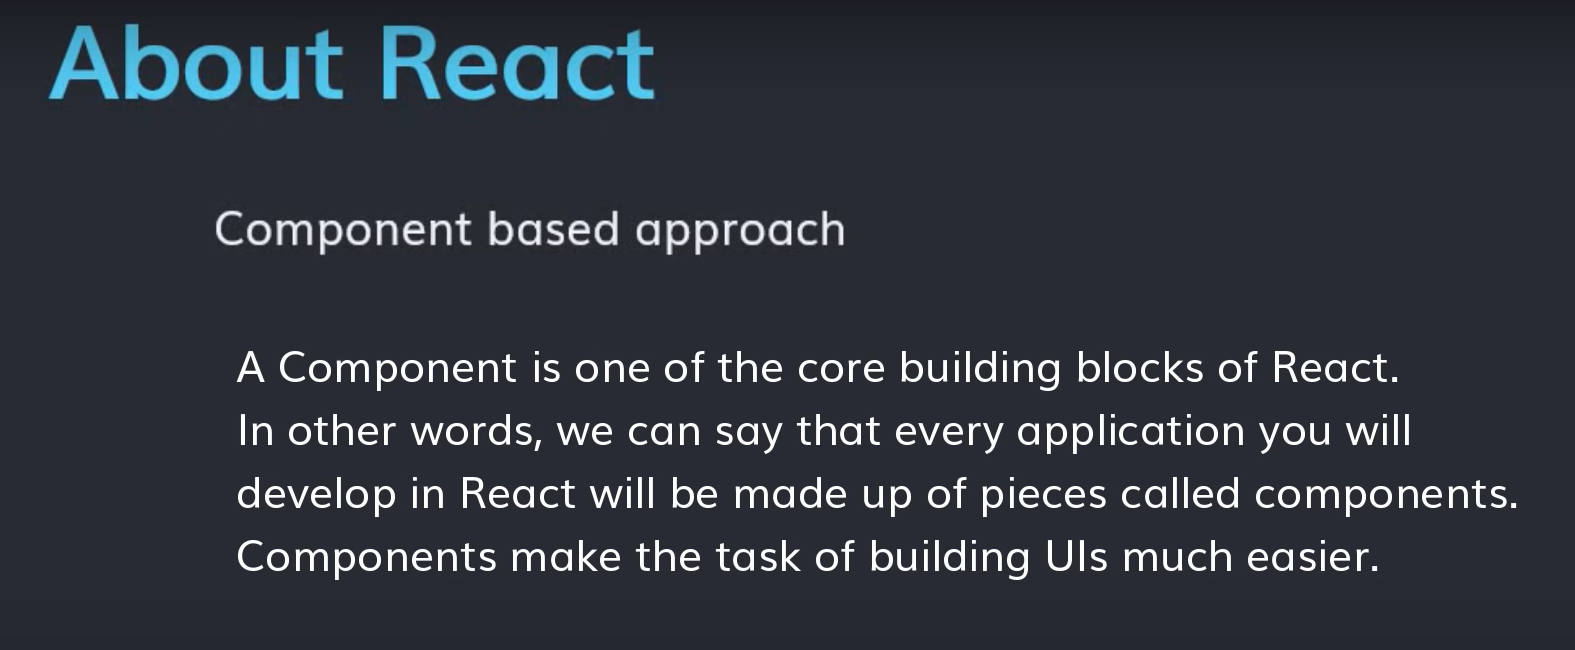 About React
Component based approach
A Component is one of the core building blocks of React.
In other words, we can say that every application you will
develop in React will be made up of pieces called components.
Components make the task of building UIs much easier.